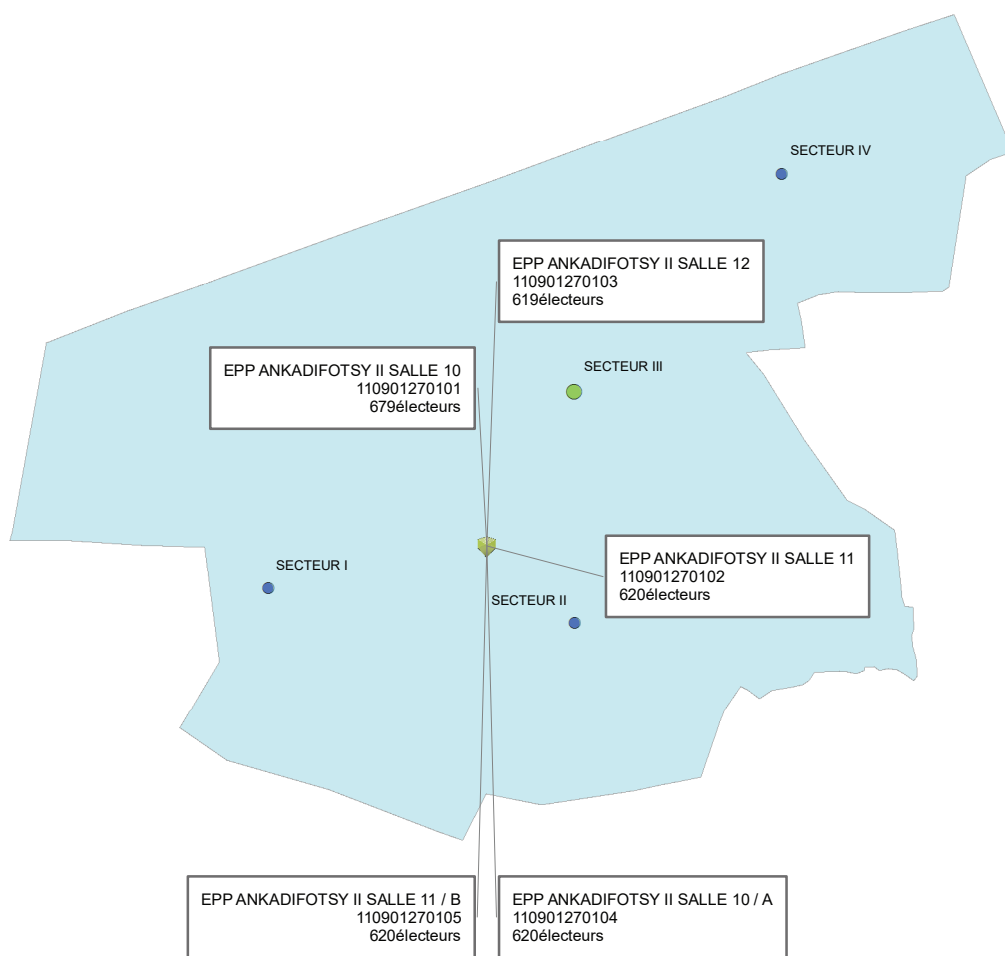 SECTEUR IV
EPP ANKADIFOTSY II SALLE 12
110901270103
619électeurs
EPP ANKADIFOTSY II SALLE 10
110901270101
679électeurs
SECTEUR III
EPP ANKADIFOTSY II SALLE 11
110901270102
620électeurs
SECTEUR I
SECTEUR II
EPP ANKADIFOTSY II SALLE 11 / B
110901270105
620électeurs
EPP ANKADIFOTSY II SALLE 10 / A
110901270104
620électeurs